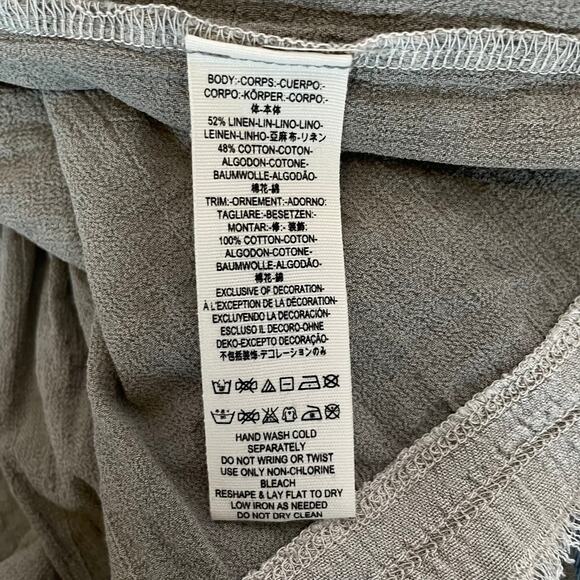 BODY:-CORPS:-CUERPO:-
CORPO:-KÖRPER:-CORPO:-
体-本体
52% LINEN-LIN-LINO-LINO-
LEINEN-LINHO-亞麻布-リネン
48% COTTON-COTON-
ALGODON-COTONE-
BAUMWOLLE-ALGODÃO-
棉花-綿
TRIM:-ORNEMENT:-ADORNO:
TAGLIARE:-BESETZEN:-
MONTAR:-修:-装飾:
100% COTTON-COTON-
ALGODON-COTONE-
BAUMWOLLE-ALGODÃO-
棉花-綿
EXCLUSIVE OF DECORATION-
À L'EXCEPTION DE LA DÉCORATION-
EXCLUYENDO LA DECORACIÓN-
ESCLUSO IL DECORO-OHNE
DEKO-EXCEPTO DECORAÇÃO-
不包括装飾-デコレーションのみ
HAND WASH COLD
SEPARATELY
DO NOT WRING OR TWIST
USE ONLY NON-CHLORINE
BLEACH
RESHAPE & LAY FLAT TO DRY
LOW IRON AS NEEDED
DO NOT DRY CLEAN